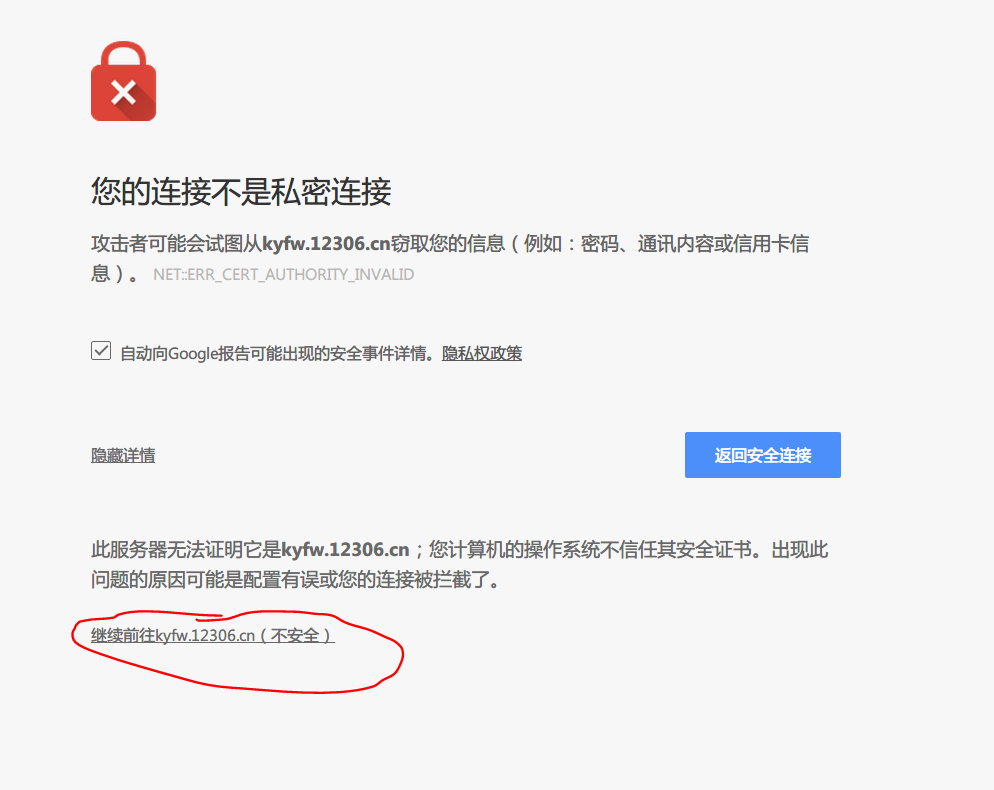 您的连接不是私密连接
攻击者可能会试图从kyfw.12306.cn窃取您的信息（例如：密码、通讯内容或信用卡信
息）。 NET::ERR_CERT_AUTHORITY_INVALID
自动向Google报告可能出现的安全事件详情。隐私权政策
隐藏详情
返回安全连接
此服务器无法证明它是kyfw.12306.cn；您计算机的操作系统不信任其安全证书。出现此
问题的原因可能是配置有误或您的连接被拦截了。
继续前往kyfw.12306.cn（不安全）